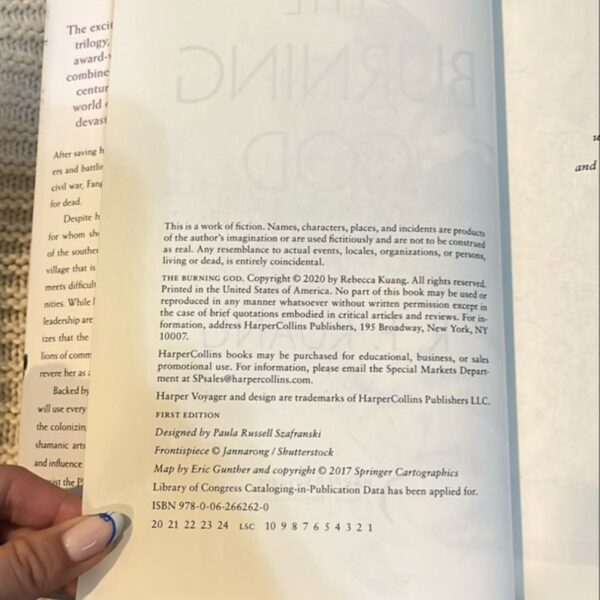 The excit
trilogy,
award-
combine
centur
world
devast
After saving h
ers and battlin
civil war, Fang
for dead.
Despite h
for whom she
of the souther
village that is
meets difficult
nities. While
leadership are
izes that the
lions of comm
revere her as
Backed by
will use every
the colonizin
shamanic arts
and influence
ist the P
THE
BURNING
GOD
This is a work of fiction. Names, characters, places, and incidents are products
of the author's imagination or are used fictitiously and are not to be construed
as real. Any resemblance to actual events, locales, organizations, or persons,
living or dead, is entirely coincidental.
THE BURNING GOD. Copyright © 2020 by Rebecca Kuang. All rights reserved.
Printed in the United States of America. No part of this book may be used or
reproduced in any manner whatsoever without written permission except in
the case of brief quotations embodied in critical articles and reviews. For in-
formation, address HarperCollins Publishers, 195 Broadway, New York, NY
10007.
HarperCollins books may be purchased for educational, business, or sales
promotional use. For information, please email the Special Markets Depart-
ment at SPsales@harpercollins.com.
Harper Voyager and design are trademarks of HarperCollins Publishers LLC.
FIRST EDITION
Designed by Paula Russell Szafranski
Frontispiece © Jannarong / Shutterstock
Map by Eric Gunther and copyright © 2017 Springer Cartographics
Library of Congress Cataloging-in-Publication Data has been applied for.
ISBN 978-0-06-266262-0
20 21 22 23 24 LSC 10 9 8 7 6 5 4 3 2 1
and